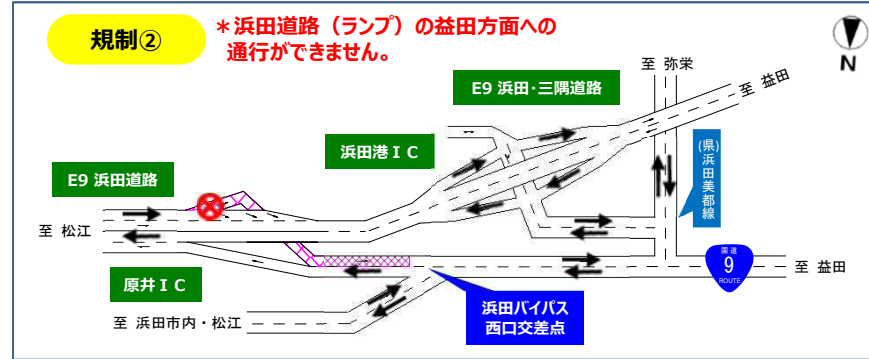 規制②
＊浜田道路（ランプ）の益田方面への
通行ができません。
N
至 弥栄
至 益田
E9 浜田・三隅道路
浜田港ＩＣ
(県)浜田美都線
E9 浜田道路
至 松江
原井ＩＣ
国道
9
ROUTE
至 益田
浜田バイパス
西口交差点
至 浜田市内・松江